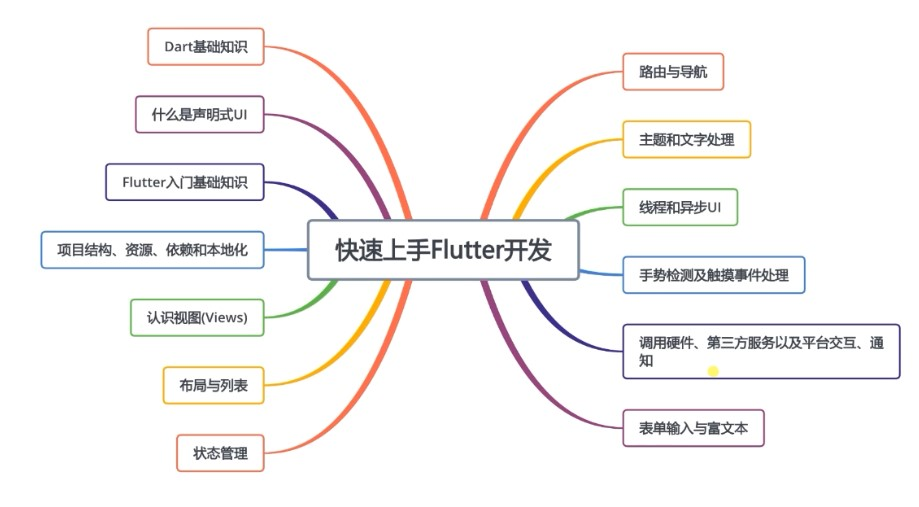 Dart基础知识
什么是声明式UI
Flutter入门基础知识
项目结构、资源、依赖和本地化
认识视图(Views)
布局与列表
状态管理
快速上手Flutter开发
路由与导航
主题和文字处理
线程和异步UI
手势检测及触摸事件处理
调用硬件、第三方服务以及平台交互、通
知
表单输入与富文本